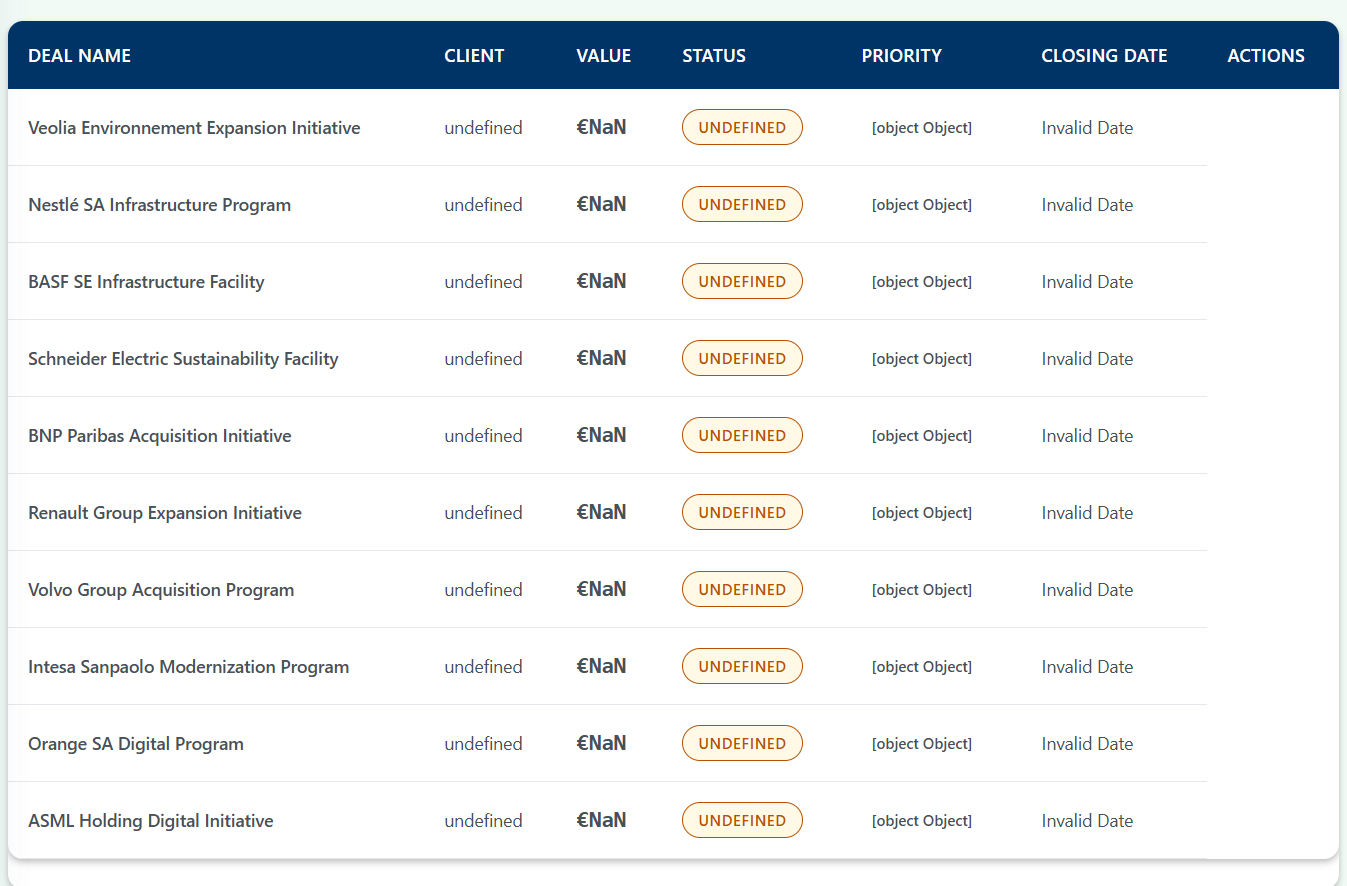 DEAL NAME CLIENT VALUE STATUS PRIORITY CLOSING DATE ACTIONS
Veolia Environnement Expansion Initiative undefined €NaN UNDEFINED [object Object] Invalid Date
Nestlé SA Infrastructure Program undefined €NaN UNDEFINED [object Object] Invalid Date
BASF SE Infrastructure Facility undefined €NaN UNDEFINED [object Object] Invalid Date
Schneider Electric Sustainability Facility undefined €NaN UNDEFINED [object Object] Invalid Date
BNP Paribas Acquisition Initiative undefined €NaN UNDEFINED [object Object] Invalid Date
Renault Group Expansion Initiative undefined €NaN UNDEFINED [object Object] Invalid Date
Volvo Group Acquisition Program undefined €NaN UNDEFINED [object Object] Invalid Date
Intesa Sanpaolo Modernization Program undefined €NaN UNDEFINED [object Object] Invalid Date
Orange SA Digital Program undefined €NaN UNDEFINED [object Object] Invalid Date
ASML Holding Digital Initiative undefined €NaN UNDEFINED [object Object] Invalid Date